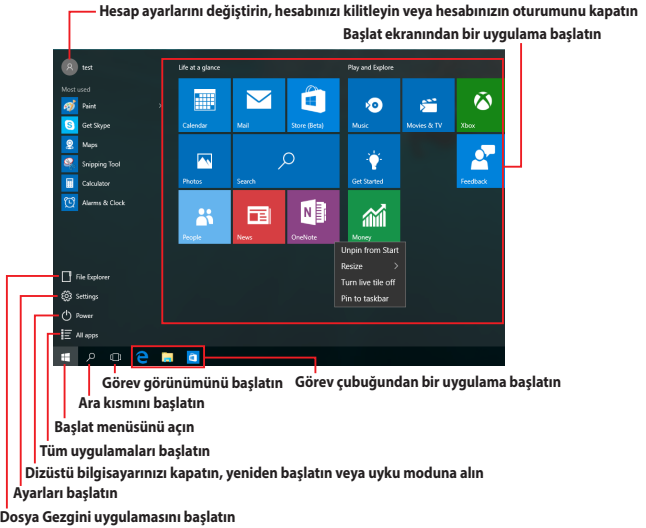 Hesap ayarlarını değiştirin, hesabınızı kilitleyin veya hesabınızın oturumunu kapatın
Başlat ekranından bir uygulama başlatın
test
Life at a glance
Play and Explore
Most used
Paint
Get Skype
Maps
Snipping Tool
Calculator
Alarms & Clock
Calendar
Mail
Store (Beta)
Music
Movies & TV
Xbox
Photos
Search
Get Started
Feedback
People
News
OneNote
Money
Unpin from Start
Resize
Turn live tile off
Pin to taskbar
File Explorer
Settings
Power
All apps
Görev görünümünü başlatın
Görev çubuğundan bir uygulama başlatın
Ara kısmını başlatın
Başlat menüsünü açın
Tüm uygulamaları başlatın
Dizüstü bilgisayarınızı kapatın, yeniden başlatın veya uyku moduna alın
Ayarları başlatın
Dosya Gezgini uygulamasını başlatın